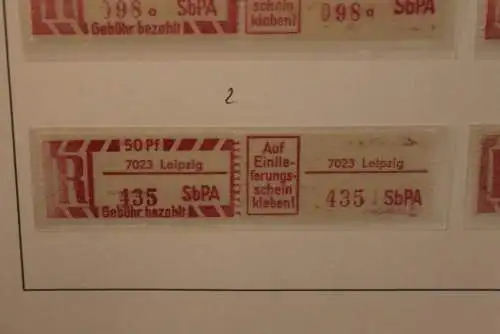 098a SbPA
Gebühr bezahlt
schein
kleben!
098a SbPA
2
R
50 Pf
7023 Leipzig
435 SbPA
Gebühr bezahlt
Auf
Einlie-
ferungs-
schein
kleben!
7023 Leipzig
435 SbPA